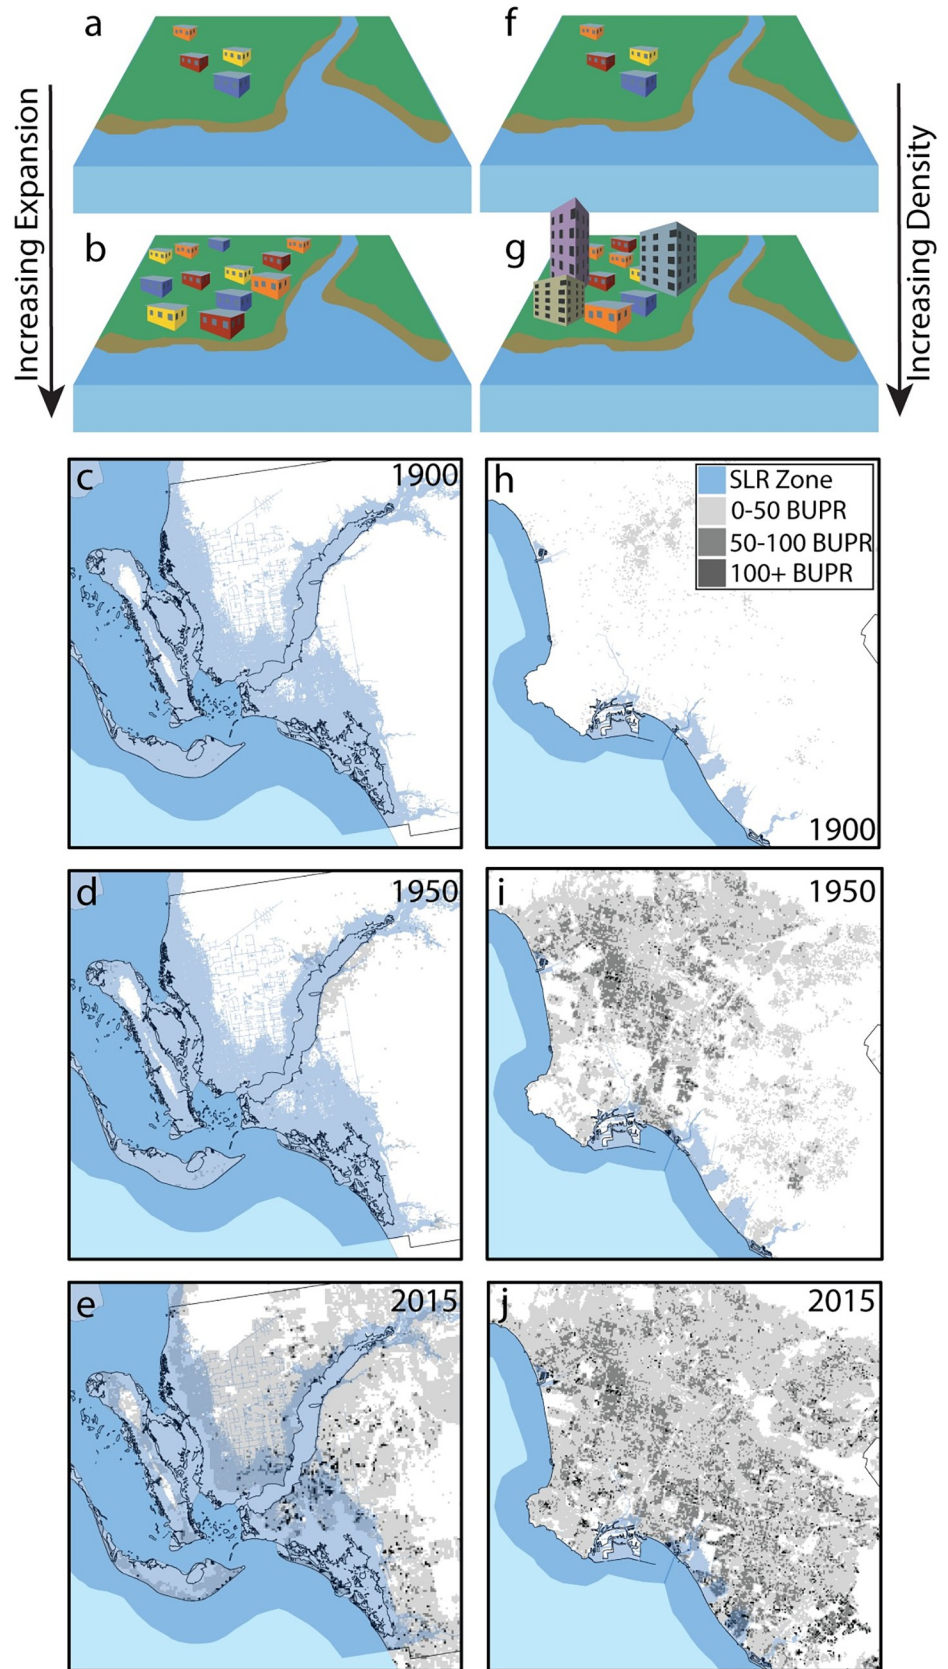 a
f
Increasing Expansion
Increasing Density
b
g
c
1900
h
SLR Zone
0-50 BUPR
50-100 BUPR
100+ BUPR
1900
d
1950
i
1950
e
2015
j
2015